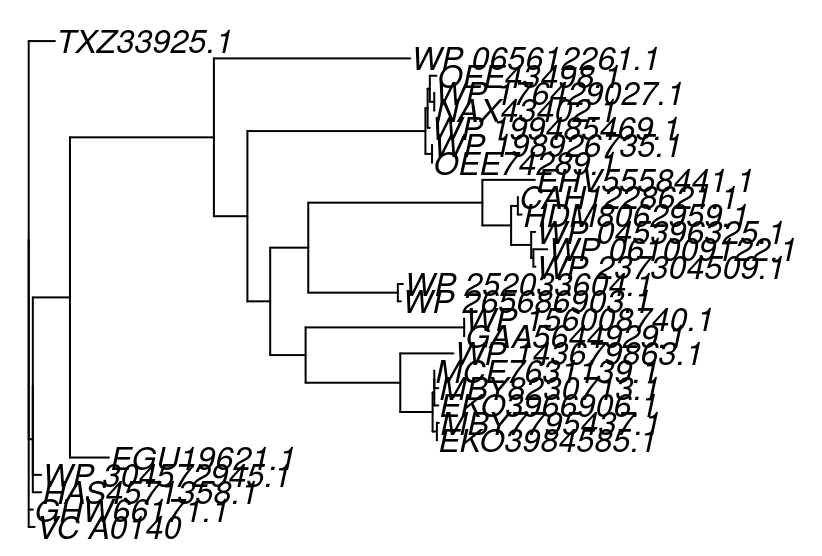 TXZ33925.1
WP 065612261.1
OEE43498.1
WP 176429027.1
NAX43402.1
WP 199485469.1
WP 198926735.1
OEE74289.1
EHV5558441.1
CAH1228621.1
HDM8062959.1
WP 045396325.1
WP 061009122.1
WP 237304509.1
WP 252033604.1
WP 265686903.1
WP 156008740.1
GAA5644929.1
WP 143679863.1
MCE7631139.1
MBY8230713.1
EKO3966906.1
MBY7795437.1
EKO3984585.1
EGU19621.1
WP 304572945.1
HAS4571358.1
GHW66171.1
VC A0140